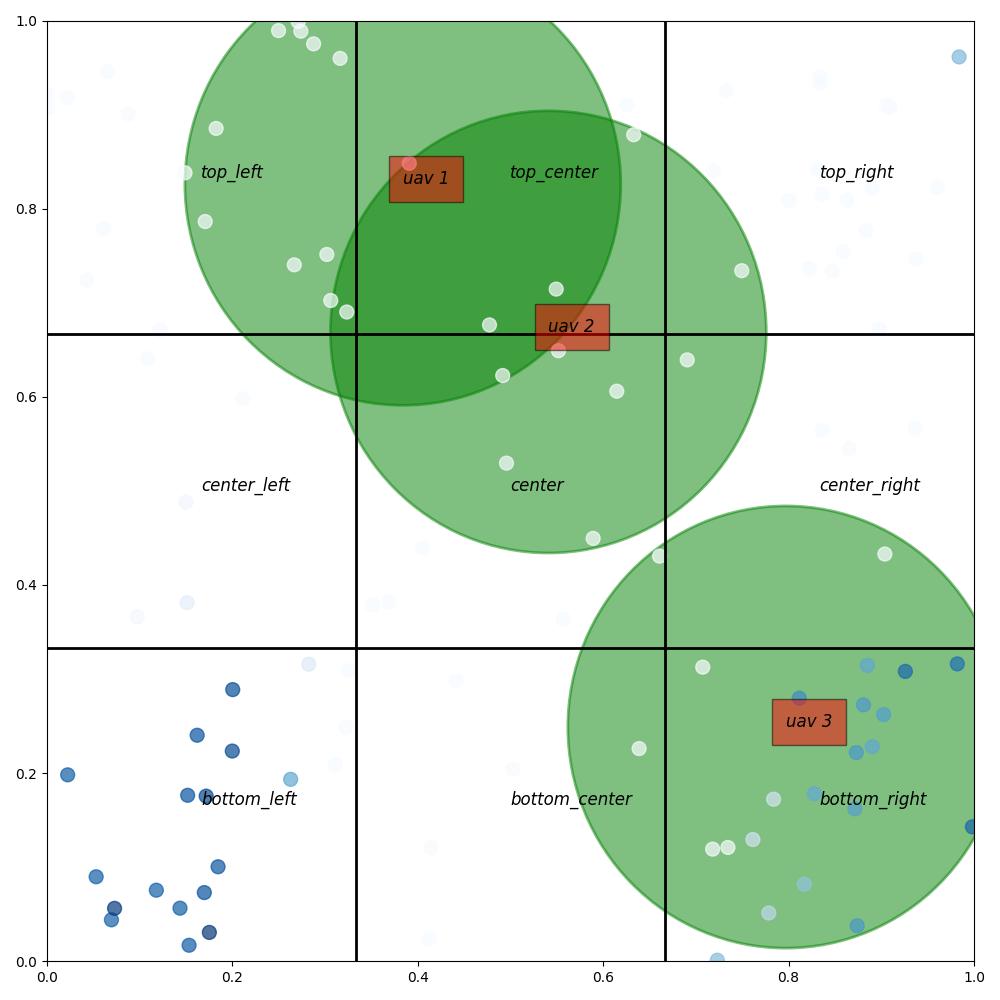 1.0
uav 1
top_left
top_center
top_right
0.8
uav 2
0.6
center_left
center
center_right
0.4
uav 3
0.2
bottom_left
bottom_center
bottom_right
0.0
0.0 0.2 0.4 0.6 0.8 1.0